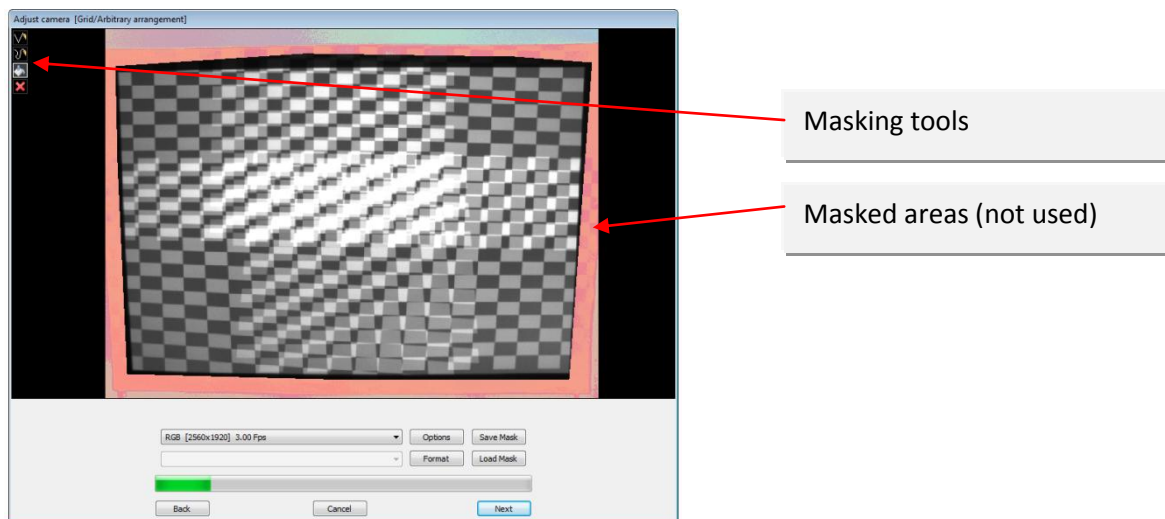 Adjust camera [Grid/Arbitrary arrangement]
Masking tools
Masked areas (not used)
RGB [2560x1920] 3.00 Fps
Options
Save Mask
Format
Load Mask
Back
Cancel
Next